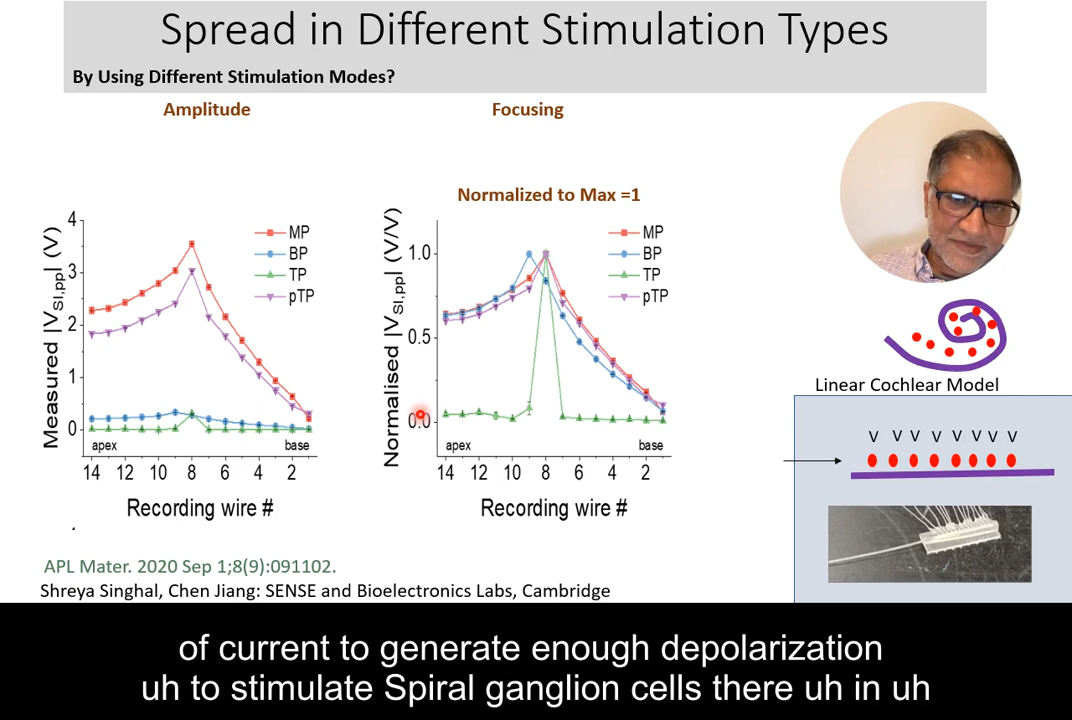 Spread in Different Stimulation Types
By Using Different Stimulation Modes?
Amplitude
Focusing
Normalized to Max =1
Measured |VSI,pp| (V)
4
3
2
1
0
MP
BP
TP
pTP
apex
base
14 12 10 8 6 4 2
Recording wire #
Normalised |VSI,pp| (V/V)
1.0
0.5
0.0
MP
BP
TP
pTP
apex
base
14 12 10 8 6 4 2
Recording wire #
Linear Cochlear Model
V V V V V V V V
APL Mater. 2020 Sep 1;8(9):091102.
Shreya Singhal, Chen Jiang: SENSE and Bioelectronics Labs, Cambridge
of current to generate enough depolarization
uh to stimulate Spiral ganglion cells there uh in uh